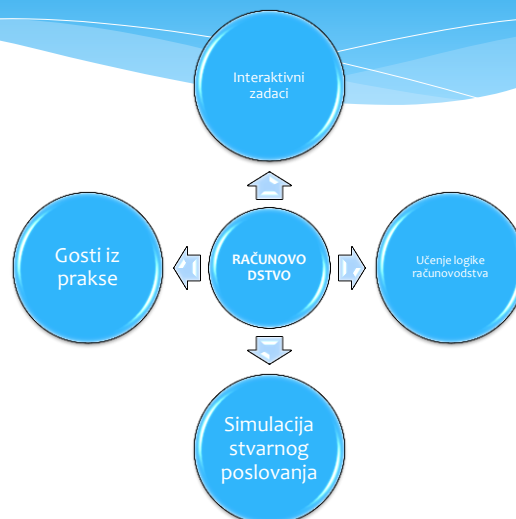 Interaktivni
zadaci
Gosti iz
prakse
RAČUNOVO
DSTVO
Učenje logike
računovodstva
Simulacija
stvarnog
poslovanja